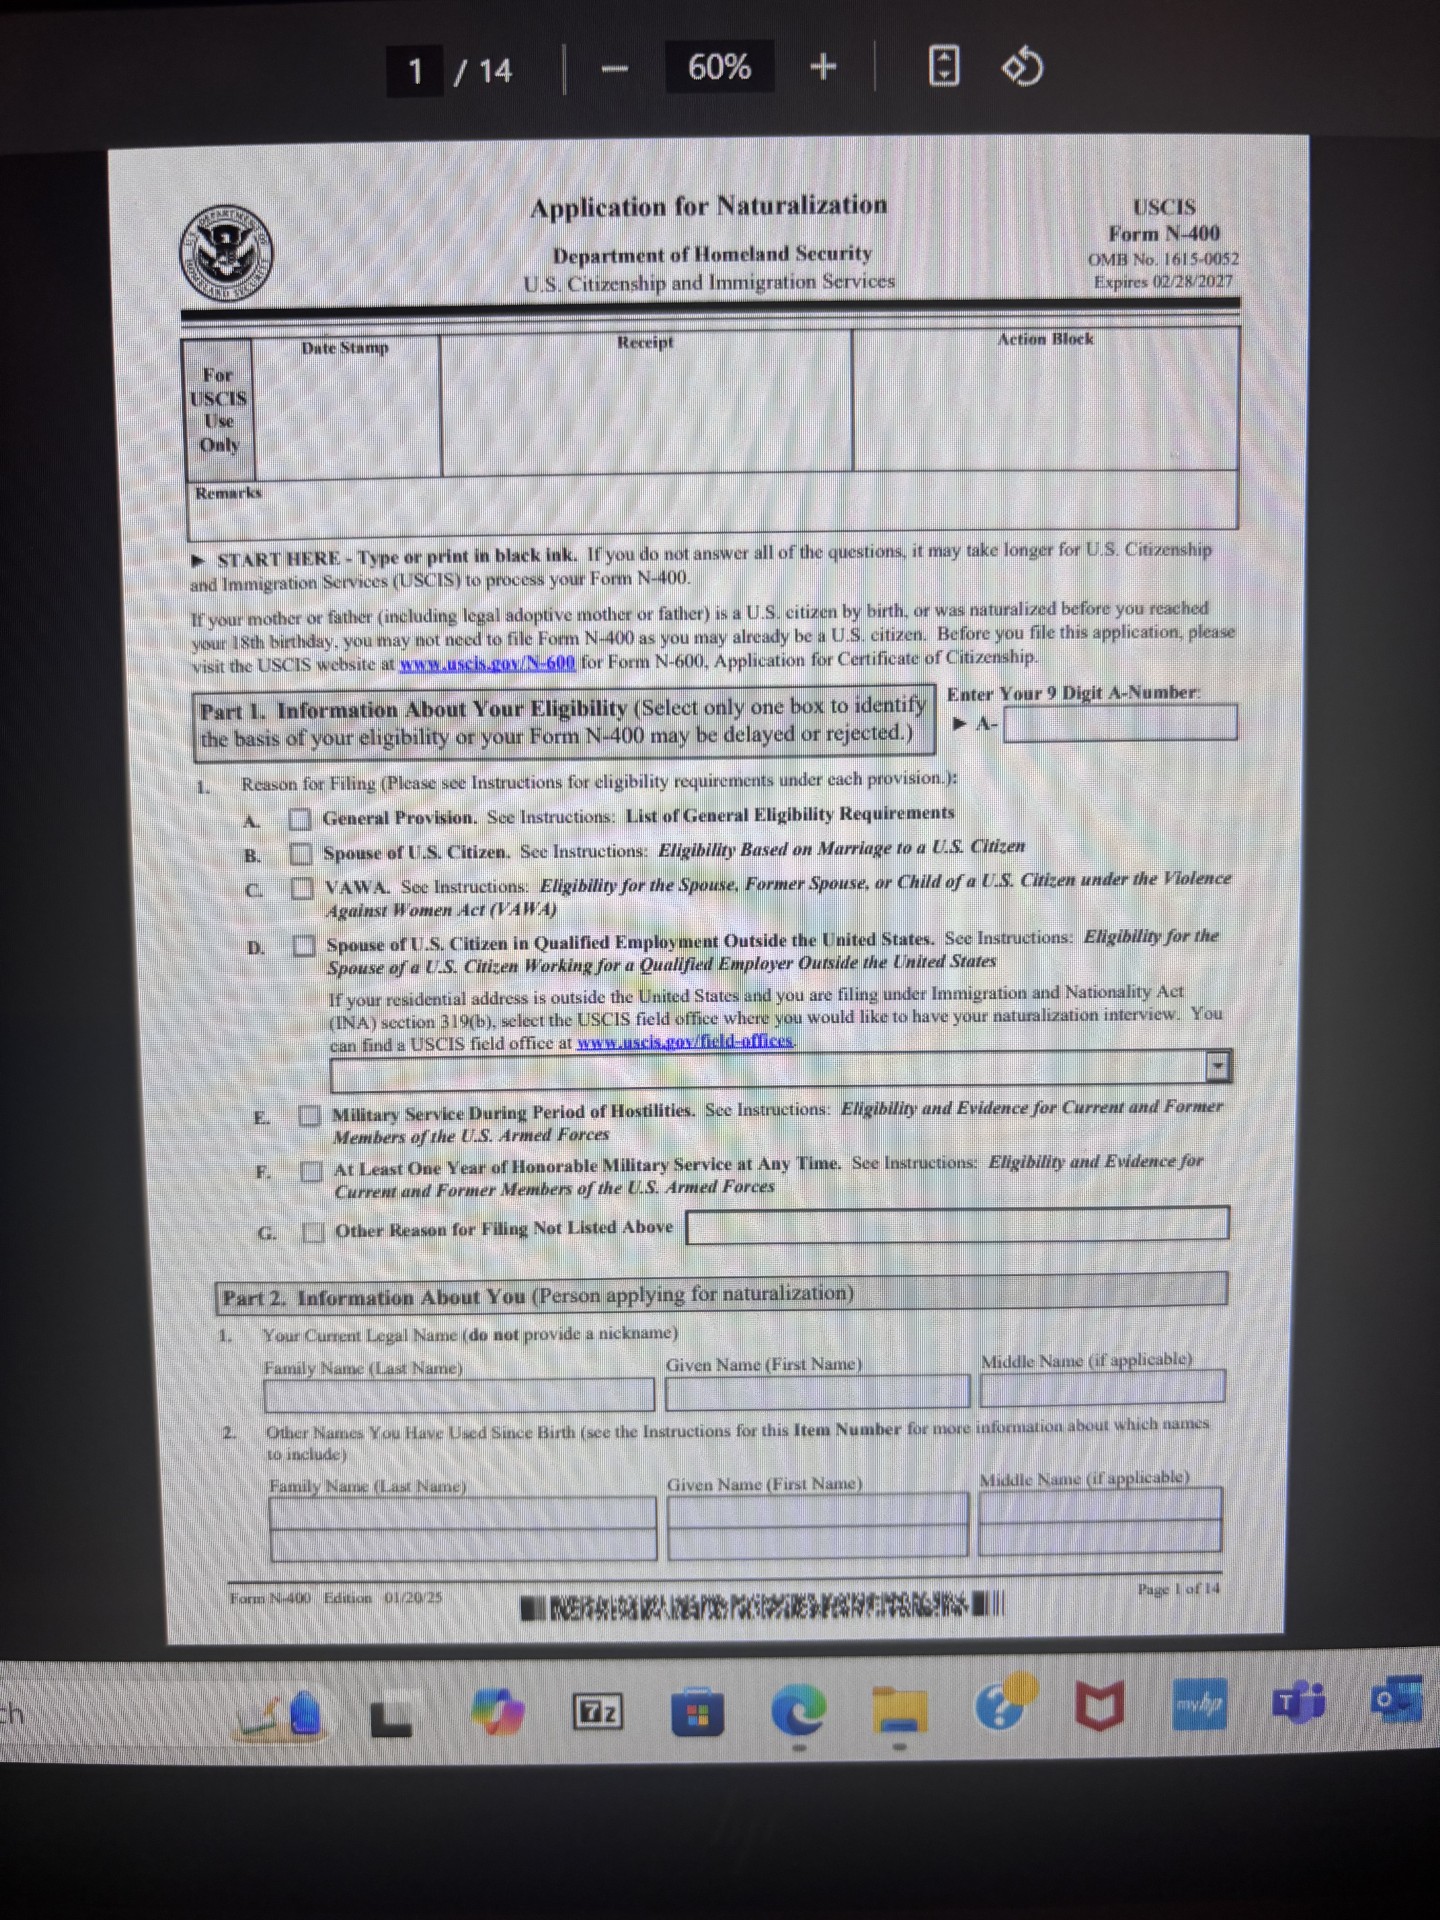 1 / 14 — 60% +
Application for Naturalization
Department of Homeland Security
U.S. Citizenship and Immigration Services
USCIS
Form N-400
OMB No. 1615-0052
Expires 02/28/2027
For
USCIS
Use
Only
Date Stamp
Receipt
Action Block
Remarks
► START HERE - Type or print in black ink. If you do not answer all of the questions, it may take longer for U.S. Citizenship
and Immigration Services (USCIS) to process your Form N-400.
If your mother or father (including legal adoptive mother or father) is a U.S. citizen by birth, or was naturalized before you reached
your 18th birthday, you may not need to file Form N-400 as you may already be a U.S. citizen. Before you file this application, please
visit the USCIS website at www.uscis.gov/N-600 for Form N-600, Application for Certificate of Citizenship.
Part 1. Information About Your Eligibility (Select only one box to identify
the basis of your eligibility or your Form N-400 may be delayed or rejected.)
Enter Your 9 Digit A-Number:
► A-
1. Reason for Filing (Please see Instructions for eligibility requirements under each provision.):
A. General Provision. See Instructions: List of General Eligibility Requirements
B. Spouse of U.S. Citizen. See Instructions: Eligibility Based on Marriage to a U.S. Citizen
C. VAWA. See Instructions: Eligibility for the Spouse, Former Spouse, or Child of a U.S. Citizen under the Violence
Against Women Act (VAWA)
D. Spouse of U.S. Citizen in Qualified Employment Outside the United States. See Instructions: Eligibility for the
Spouse of a U.S. Citizen Working for a Qualified Employer Outside the United States
If your residential address is outside the United States and you are filing under Immigration and Nationality Act
(INA) section 319(b), select the USCIS field office where you would like to have your naturalization interview. You
can find a USCIS field office at www.uscis.gov/field-offices.
E. Military Service During Period of Hostilities. See Instructions: Eligibility and Evidence for Current and Former
Members of the U.S. Armed Forces
F. At Least One Year of Honorable Military Service at Any Time. See Instructions: Eligibility and Evidence for
Current and Former Members of the U.S. Armed Forces
G. Other Reason for Filing Not Listed Above
Part 2. Information About You (Person applying for naturalization)
1. Your Current Legal Name (do not provide a nickname)
Family Name (Last Name)
Given Name (First Name)
Middle Name (if applicable)
2. Other Names You Have Used Since Birth (see the Instructions for this Item Number for more information about which names
to include)
Family Name (Last Name)
Given Name (First Name)
Middle Name (if applicable)
Form N-400 Edition 01/20/25
Page 1 of 14
ch
7z
?
myhp
T
O